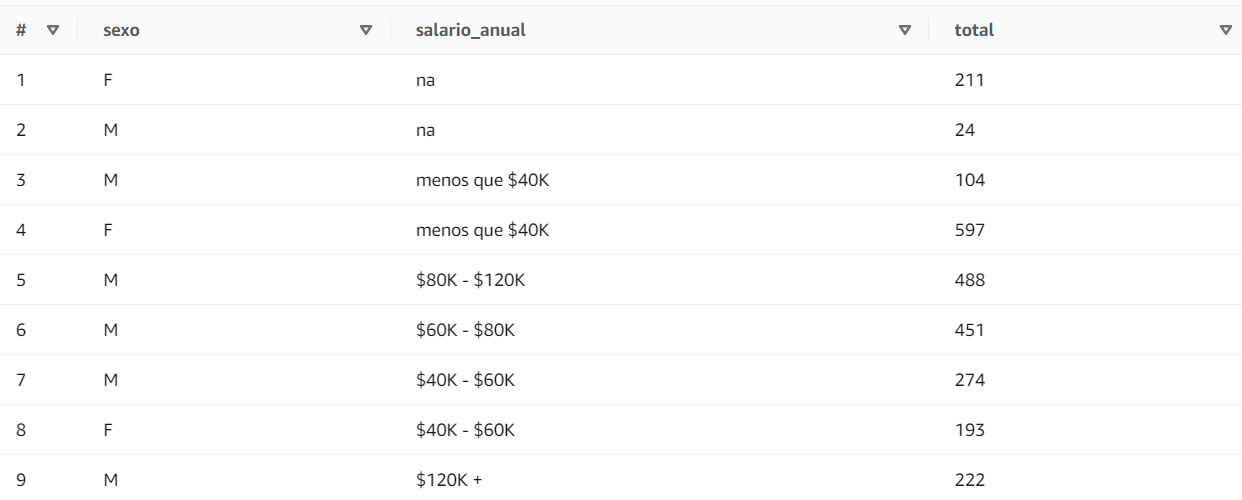 # sexo salario_anual total
1 F na 211
2 M na 24
3 M menos que $40K 104
4 F menos que $40K 597
5 M $80K - $120K 488
6 M $60K - $80K 451
7 M $40K - $60K 274
8 F $40K - $60K 193
9 M $120K + 222